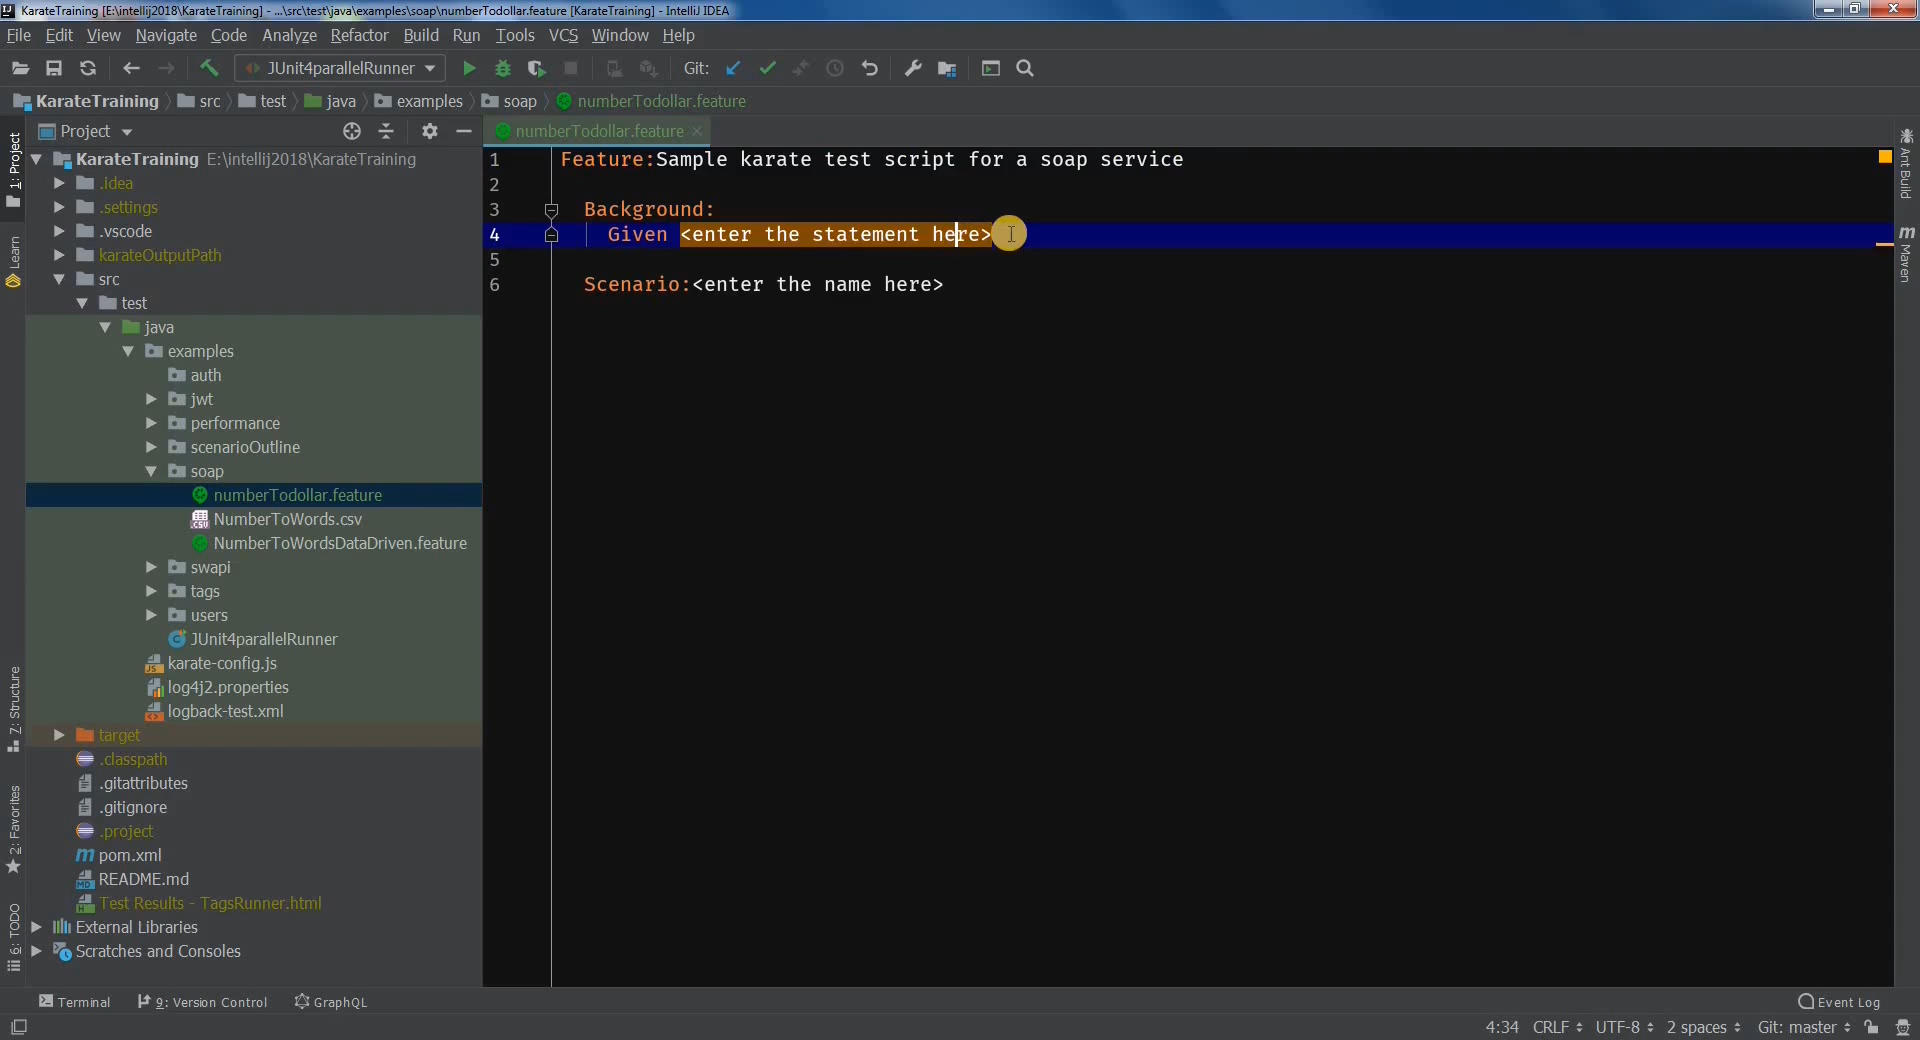 KarateTraining [E:\intellij2018\KarateTraining] - ...\src\test\java\examples\soap\numberTodollar.feature [KarateTraining] - IntelliJ IDEA
File Edit View Navigate Code Analyze Refactor Build Run Tools VCS Window Help
JUnit4parallelRunner Git:
KarateTraining src test java examples soap numberTodollar.feature
Project numberTodollar.feature
1: Project
Learn
Z: Structure
2: Favorites
6: TODO
KarateTraining E:\intellij2018\KarateTraining
.idea
.settings
.vscode
karateOutputPath
src
test
java
examples
auth
jwt
performance
scenarioOutline
soap
numberTodollar.feature
NumberToWords.csv
NumberToWordsDataDriven.feature
swapi
tags
users
JUnit4parallelRunner
karate-config.js
log4j2.properties
logback-test.xml
target
.classpath
.gitattributes
.gitignore
.project
pom.xml
README.md
Test Results - TagsRunner.html
External Libraries
Scratches and Consoles
1 Feature:Sample karate test script for a soap service
2
3 Background:
4 Given <enter the statement here>
5
6 Scenario:<enter the name here>
Ant Build
Maven
Terminal 9: Version Control GraphQL Event Log
4:34 CRLF UTF-8 2 spaces Git: master